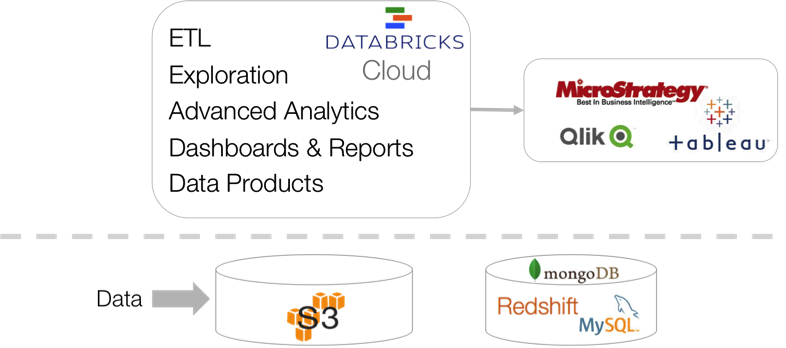 ETL
DATABRICKS
Cloud
Exploration
Advanced Analytics
Dashboards & Reports
Data Products
MicroStrategy
Best In Business Intelligence
Qlik Q
+ableau
Data
S3
mongoDB
Redshift
MySQL